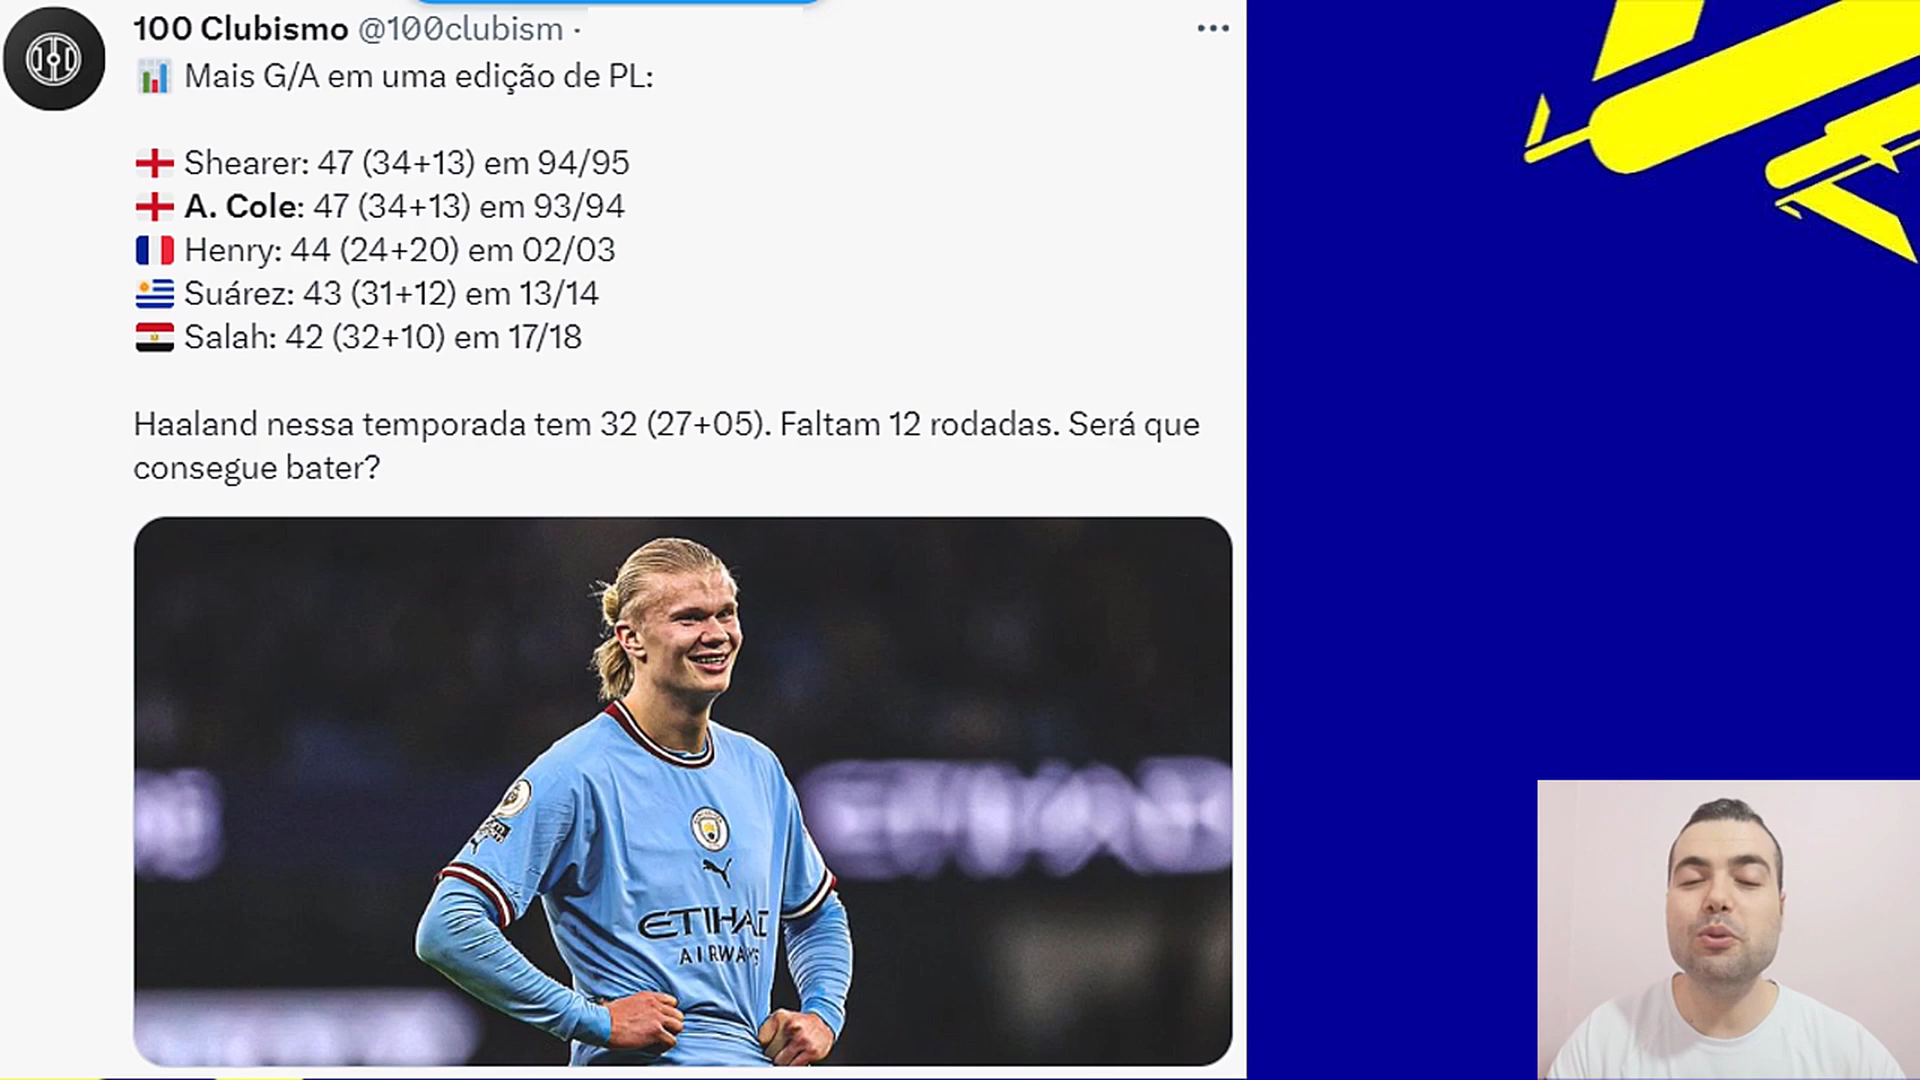 100 Clubismo @100clubism ·
📊 Mais G/A em uma edição de PL:
Shearer: 47 (34+13) em 94/95
A. Cole: 47 (34+13) em 93/94
Henry: 44 (24+20) em 02/03
Suárez: 43 (31+12) em 13/14
Salah: 42 (32+10) em 17/18
Haaland nessa temporada tem 32 (27+05). Faltam 12 rodadas. Será que
consegue bater?
ETIHAD
AIRWAYS